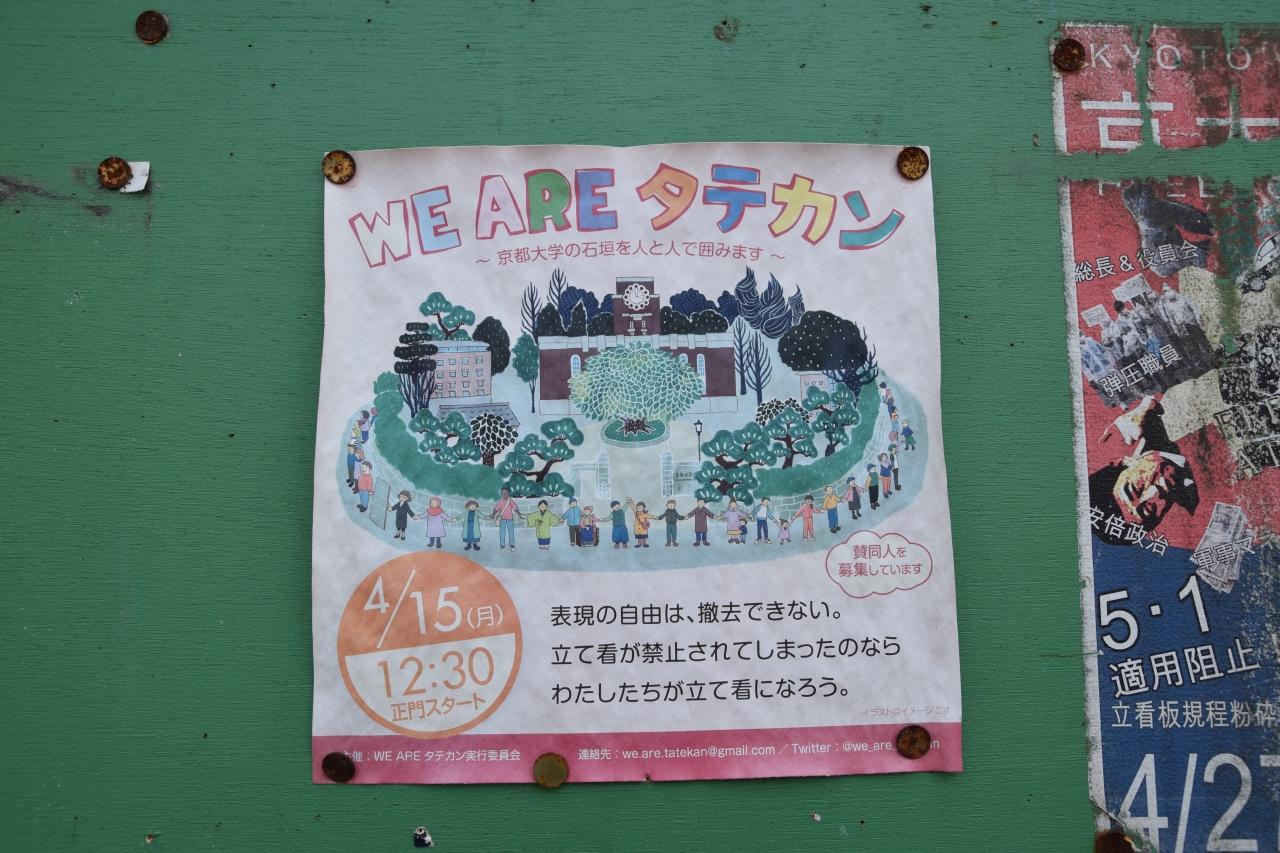 WE ARE タテカン
～ 京都大学の石垣を人と人で囲みます ～
賛同人を
募集しています
4/15(月)
12:30
正門スタート
表現の自由は、撤去できない。
立て看が禁止されてしまったのなら
わたしたちが立て看になろう。
イラストはイメージです
催：WE ARE タテカン実行委員会
連絡先：we.are.tatekan@gmail.com ／ Twitter：@we_are_
KYOTO
総長＆役員会
弾圧職員
安倍政治
5・1
適用阻止
立看板規程粉砕
4/27